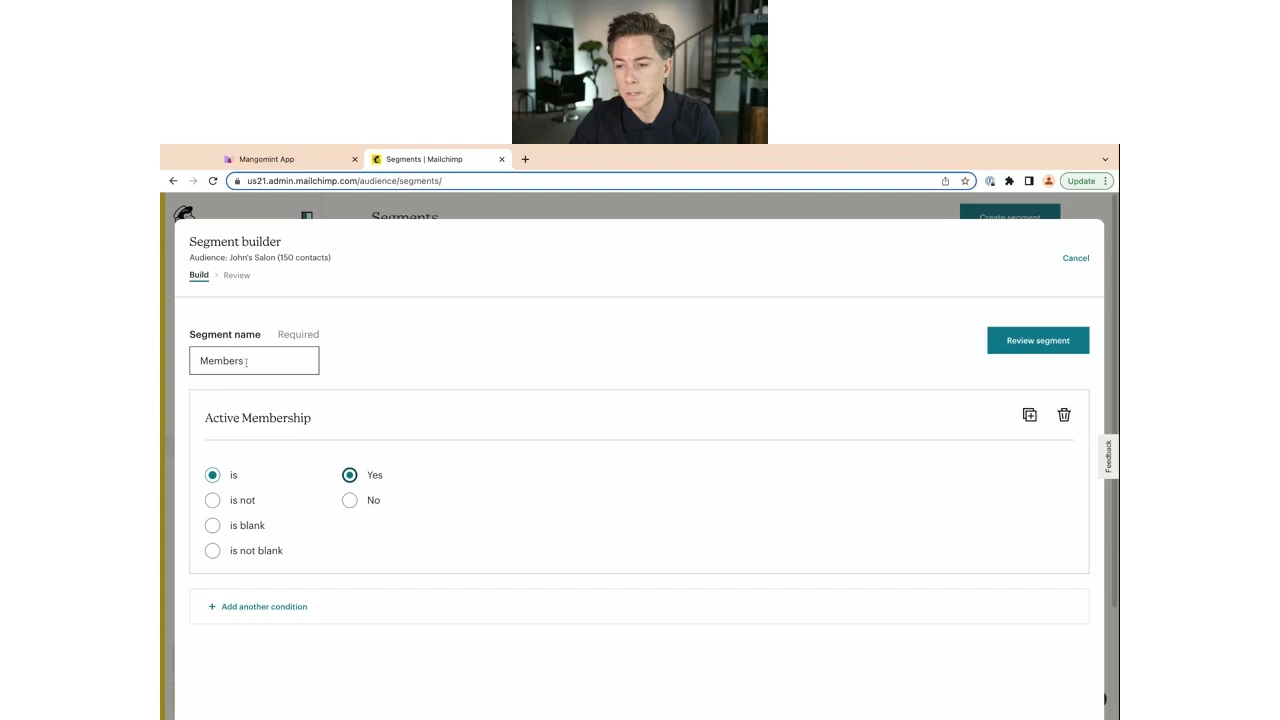 Mangomint App
Segments | Mailchimp
us21.admin.mailchimp.com/audience/segments/
Update
Segments
Create segment
Segment builder
Audience: John's Salon (150 contacts)
Cancel
Build > Review
Segment name Required
Members
Review segment
Active Membership
is Yes
is not No
is blank
is not blank
+ Add another condition
Feedback